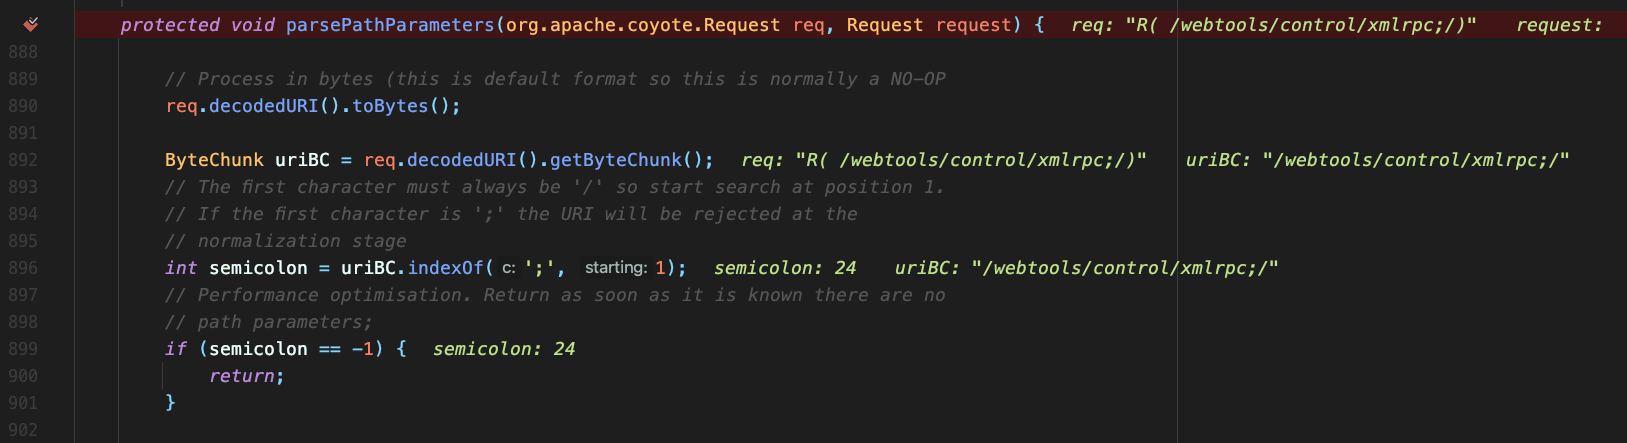 protected void parsePathParameters(org.apache.coyote.Request req, Request request) { req: "R( /webtools/control/xmlrpc;/)" request:
888
889 // Process in bytes (this is default format so this is normally a NO-OP
890 req.decodedURI().toBytes();
891
892 ByteChunk uriBC = req.decodedURI().getByteChunk(); req: "R( /webtools/control/xmlrpc;/)" uriBC: "/webtools/control/xmlrpc;/"
893 // The first character must always be '/' so start search at position 1.
894 // If the first character is ';' the URI will be rejected at the
895 // normalization stage
896 int semicolon = uriBC.indexOf( c: ';', starting: 1); semicolon: 24 uriBC: "/webtools/control/xmlrpc;/"
897 // Performance optimisation. Return as soon as it is known there are no
898 // path parameters;
899 if (semicolon == -1) { semicolon: 24
900 return;
901 }
902